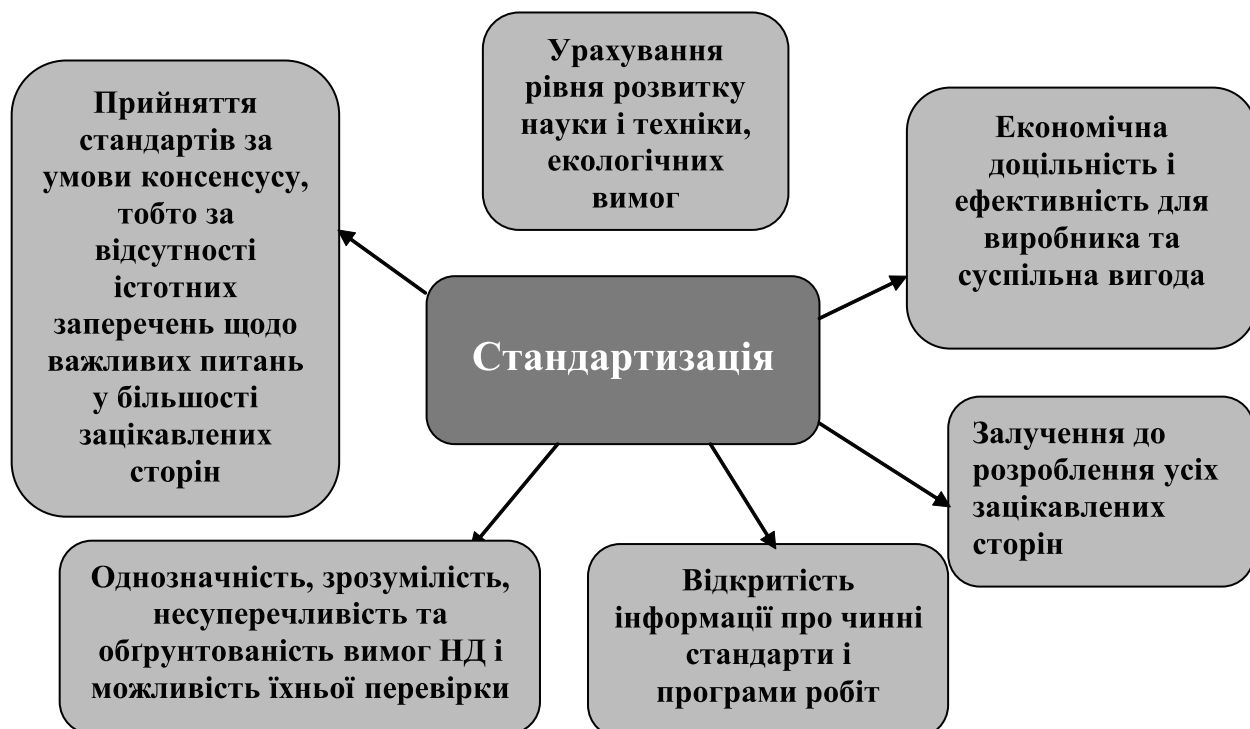 Урахування
рівня розвитку
науки і техніки,
екологічних
вимог
Прийняття
стандартів за
умови консенсусу,
тобто за
відсутності
істотних
заперечень щодо
важливих питань
у більшості
зацікавлених
сторін
Економічна
доцільність і
ефективність для
виробника та
суспільна вигода
Стандартизація
Залучення до
розроблення усіх
зацікавлених
сторін
Однозначність, зрозумілість,
несуперечливість та
обґрунтованість вимог НД і
можливість їхньої перевірки
Відкритість
інформації про чинні
стандарти і
програми робіт